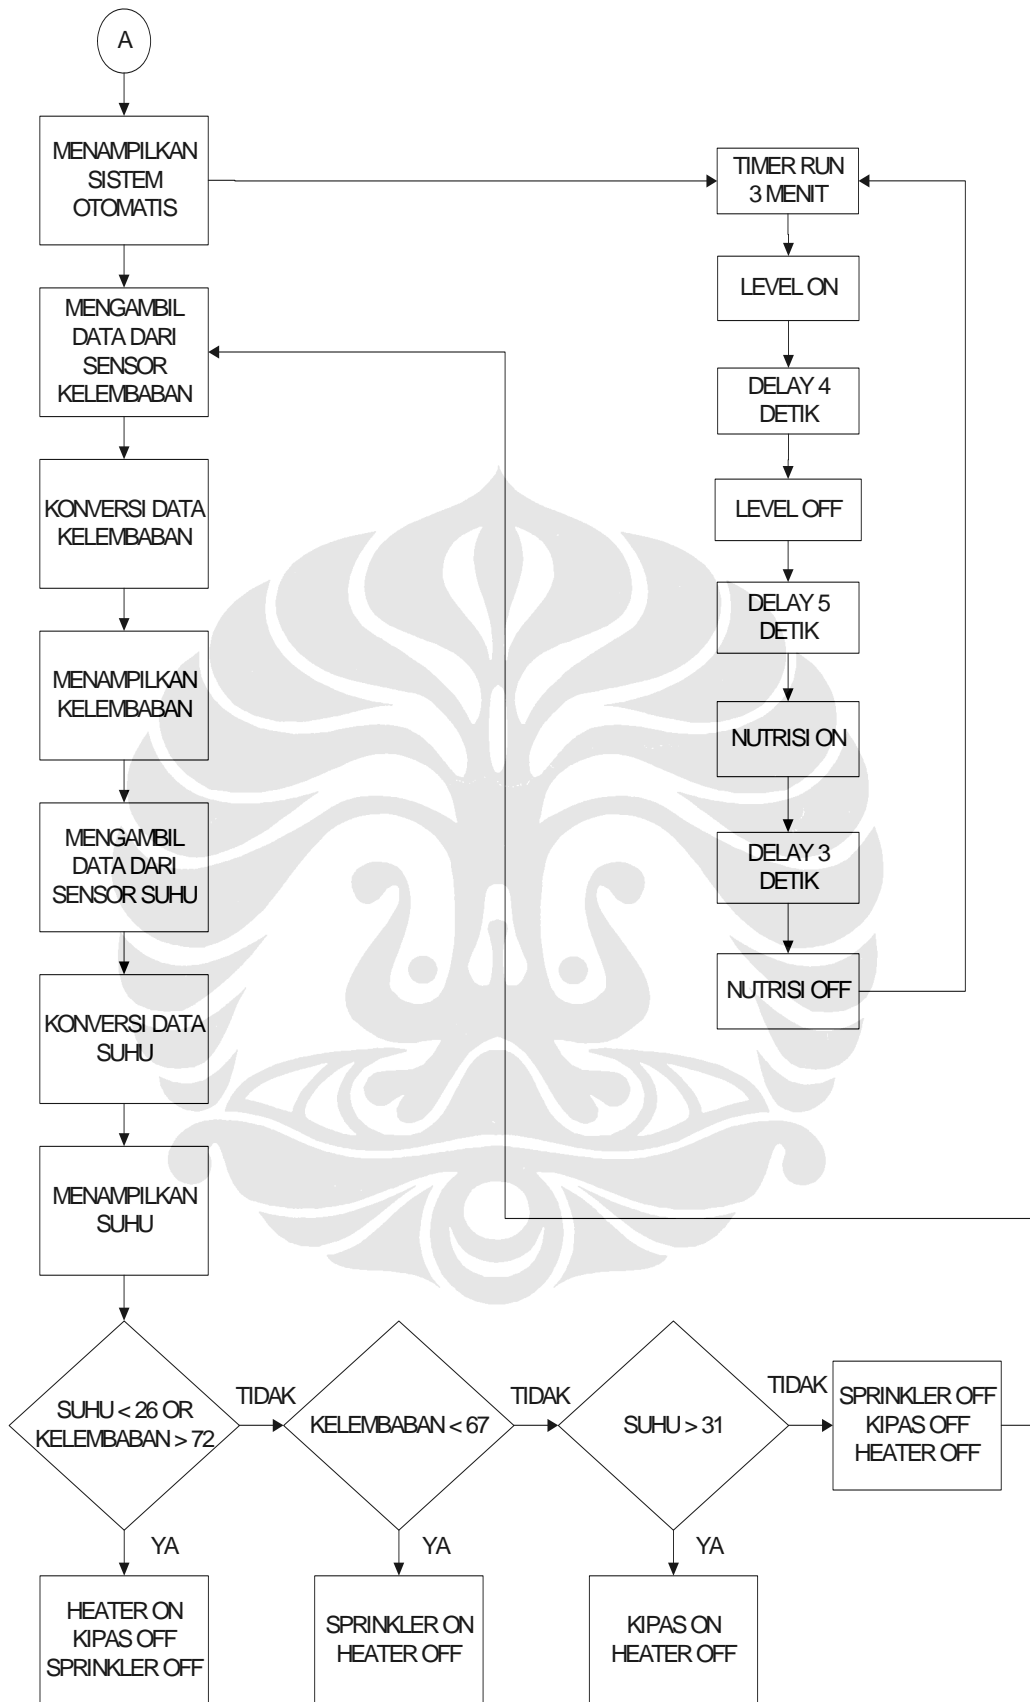 A
MENAMPILKAN
SISTEM
OTOMATIS
MENGAMBIL
DATA DARI
SENSOR
KELEMBABAN
KONVERSI DATA
KELEMBABAN
MENAMPILKAN
KELEMBABAN
MENGAMBIL
DATA DARI
SENSOR SUHU
KONVERSI DATA
SUHU
MENAMPILKAN
SUHU
TIMER RUN
3 MENIT
LEVEL ON
DELAY 4
DETIK
LEVEL OFF
DELAY 5
DETIK
NUTRISI ON
DELAY 3
DETIK
NUTRISI OFF
SUHU < 26 OR
KELEMBABAN > 72
TIDAK
KELEMBABAN < 67
TIDAK
SUHU > 31
TIDAK
SPRINKLER OFF
KIPAS OFF
HEATER OFF
YA
HEATER ON
KIPAS OFF
SPRINKLER OFF
YA
SPRINKLER ON
HEATER OFF
YA
KIPAS ON
HEATER OFF